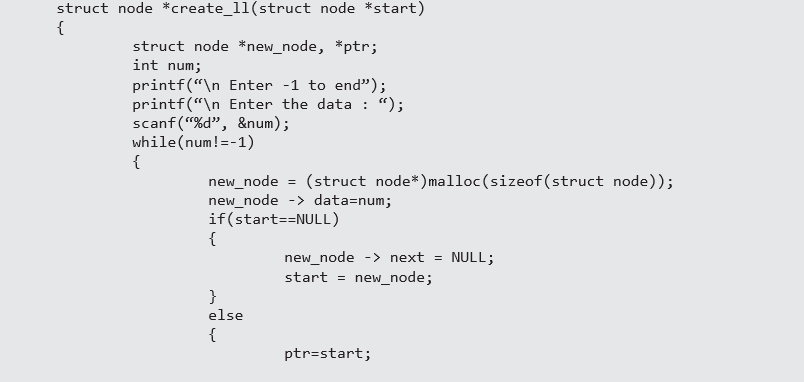 struct node *create_ll(struct node *start)
{
struct node *new_node, *ptr;
int num;
printf(“\n Enter -1 to end”);
printf(“\n Enter the data : “);
scanf(“%d”, &num);
while(num!=-1)
{
new_node = (struct node*)malloc(sizeof(struct node));
new_node -> data=num;
if(start==NULL)
{
new_node -> next = NULL;
start = new_node;
}
else
{
ptr=start;